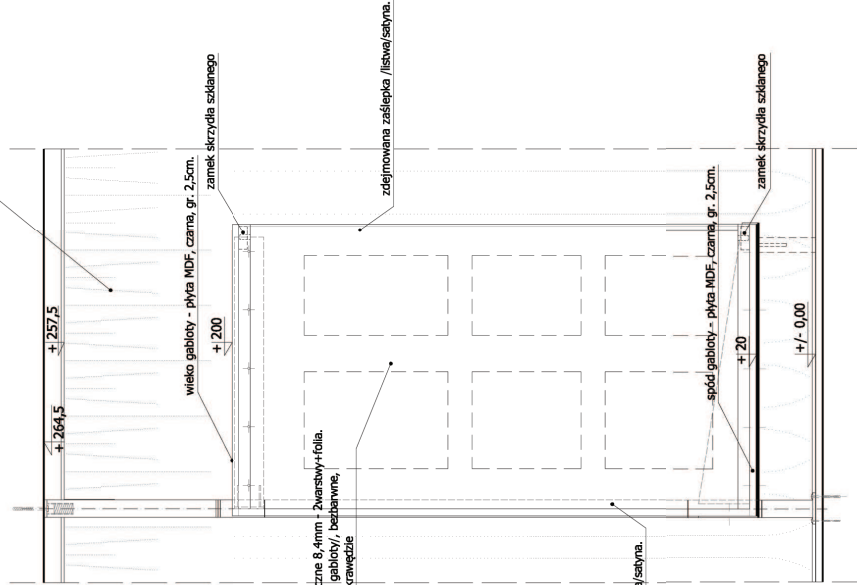 + 264,5
+ 257,5
wieko gabloty - płyta MDF, czarna, gr. 2,5cm.
+ 200
zamek skrzydła szklanego
zdejmowana zaślepka /listwa/satyna.
czne 8,4mm - 2warstwy+folia.
gabloty/, bezbarwne,
krawędzie
a/satyna.
spód gabloty - płyta MDF, czarna, gr. 2,5cm.
+ 20
zamek skrzydła szklanego
+/- 0,00